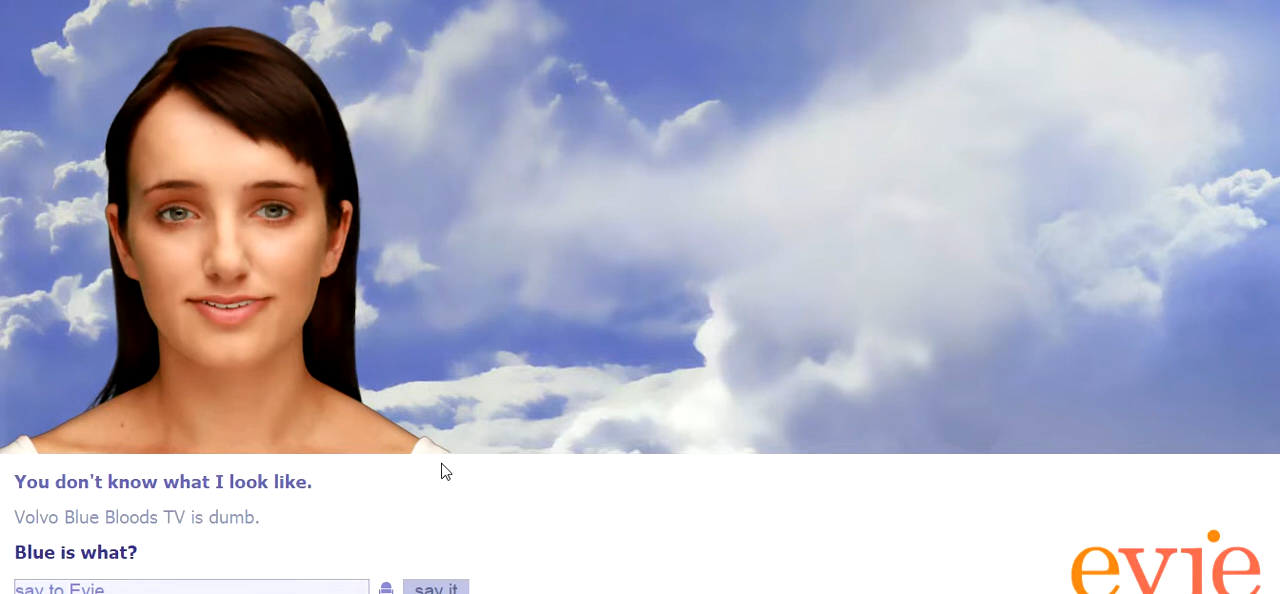 You don't know what I look like.
Volvo Blue Bloods TV is dumb.
Blue is what?
say to Evie
say it
evie